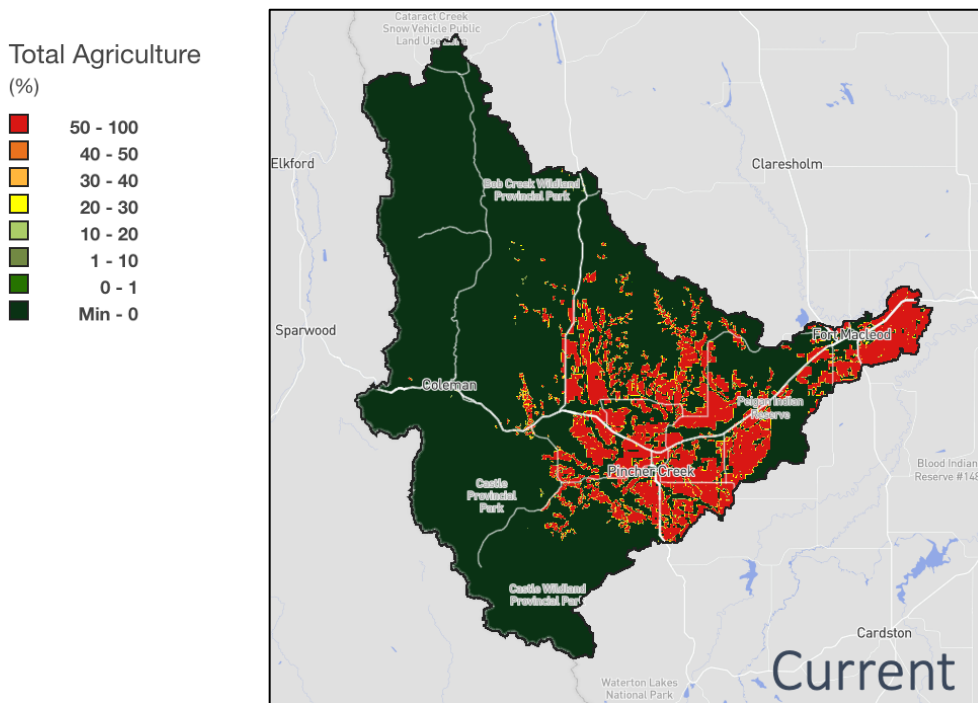 Total Agriculture
(%)
50 - 100
40 - 50
30 - 40
20 - 30
10 - 20
1 - 10
0 - 1
Min - 0
Cataract Creek
Snow Vehicle Public
Land Use
Elkford
Claresholm
Bob Creek Wildland
Provincial Park
Sparwood
Fort Macleod
Coleman
Peigan Indian
Reserve
Pincher Creek
Blood Indian
Reserve #148
Castle
Provincial
Park
Castle Wildland
Provincial Par
Cardston
Waterton Lakes
National Park
Current